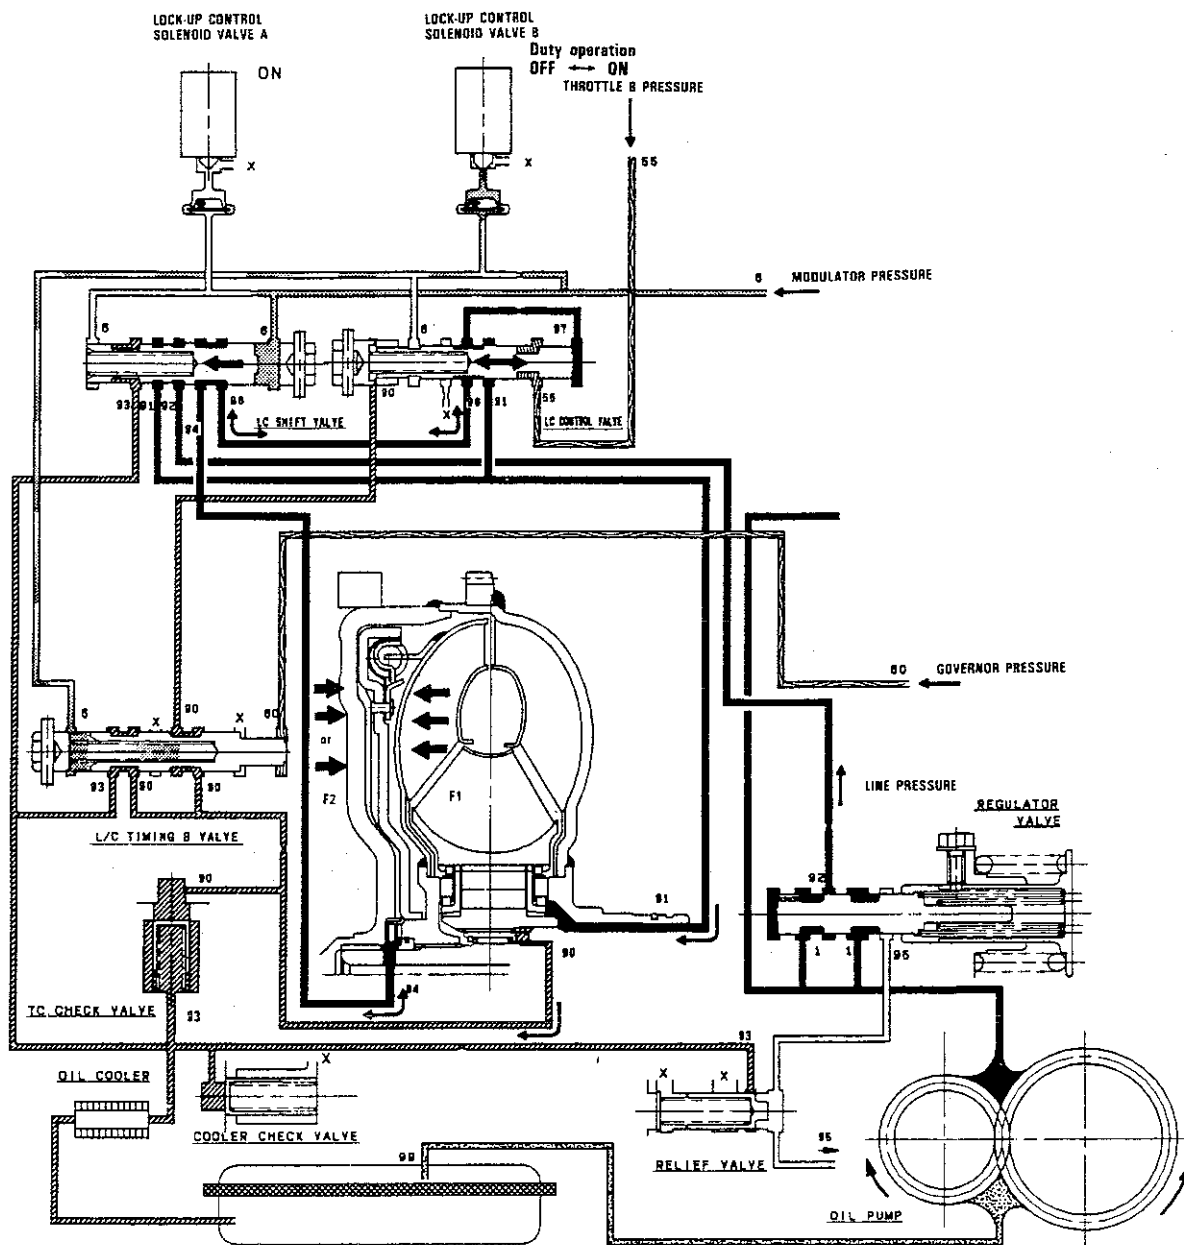 LOCK-UP CONTROL
SOLENOID VALVE A
LOCK-UP CONTROL
SOLENOID VALVE B
ON
Duty operation
OFF ↔ ON
THROTTLE B PRESSURE
X
X
55
6
MODULATOR PRESSURE
6
6
6
97
93
91
92
94
96
LC SHIFT VALVE
90
X
96
91
55
LC CONTROL VALVE
60
GOVERNOR PRESSURE
6
X
90
X
60
93
90
90
L/C TIMING B VALVE
or
F2
F1
LINE PRESSURE
REGULATOR
VALVE
92
1
1
95
91
90
94
90
TC CHECK VALVE
93
93
OIL COOLER
X
COOLER CHECK VALVE
X
X
RELIEF VALVE
95
99
OIL PUMP